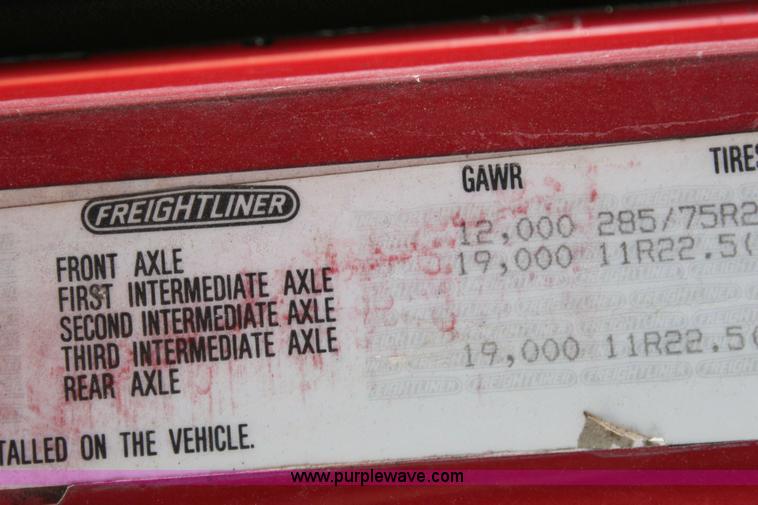 GAWR TIRES
FREIGHTLINER
FRONT AXLE 12,000 285/75R2
FIRST INTERMEDIATE AXLE 19,000 11R22.5(
SECOND INTERMEDIATE AXLE
THIRD INTERMEDIATE AXLE
REAR AXLE 19,000 11R22.5(
TALLED ON THE VEHICLE.
www.purplewave.com